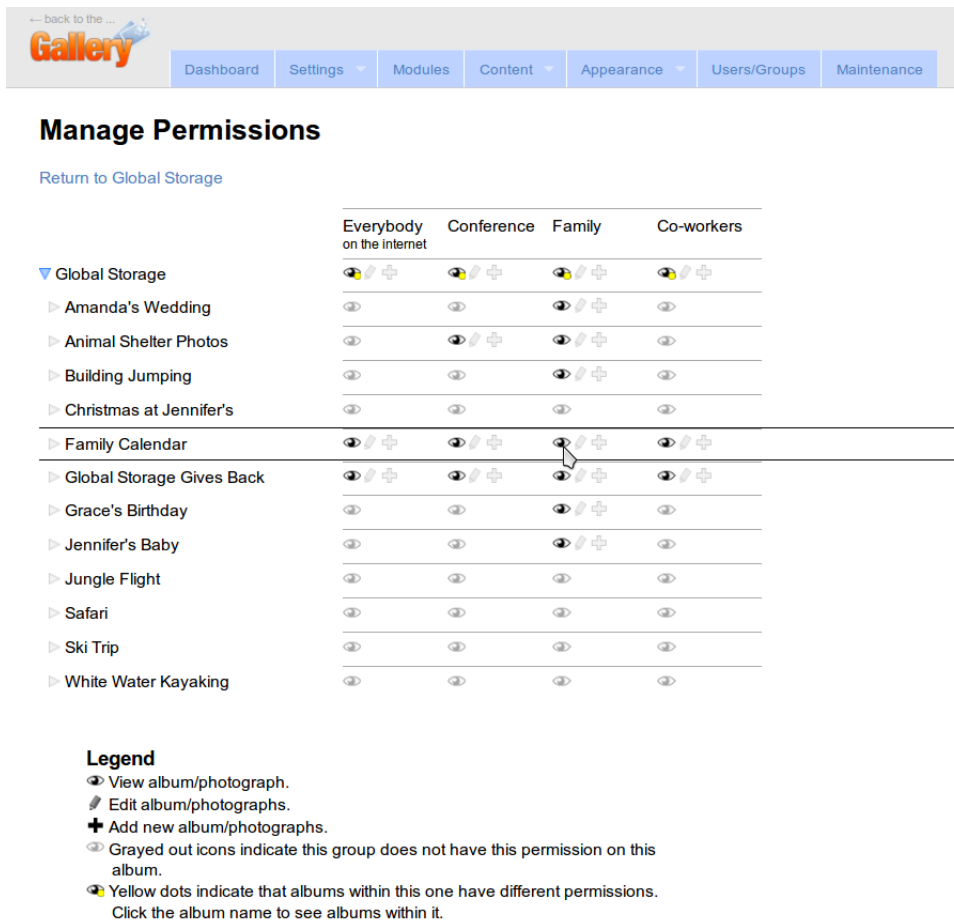 ← back to the ...
Gallery
Dashboard Settings Modules Content Appearance Users/Groups Maintenance
Manage Permissions
Return to Global Storage
Everybody Conference Family Co-workers
on the internet
Global Storage
Amanda's Wedding
Animal Shelter Photos
Building Jumping
Christmas at Jennifer's
Family Calendar
Global Storage Gives Back
Grace's Birthday
Jennifer's Baby
Jungle Flight
Safari
Ski Trip
White Water Kayaking
Legend
View album/photograph.
Edit album/photographs.
Add new album/photographs.
Grayed out icons indicate this group does not have this permission on this
album.
Yellow dots indicate that albums within this one have different permissions.
Click the album name to see albums within it.